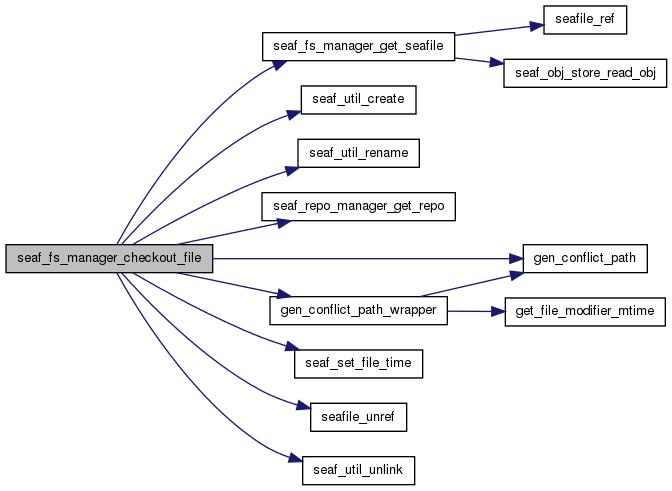 seafile_ref
seaf_fs_manager_get_seafile
seaf_obj_store_read_obj
seaf_util_create
seaf_util_rename
seaf_repo_manager_get_repo
seaf_fs_manager_checkout_file
gen_conflict_path
gen_conflict_path_wrapper
get_file_modifier_mtime
seaf_set_file_time
seafile_unref
seaf_util_unlink